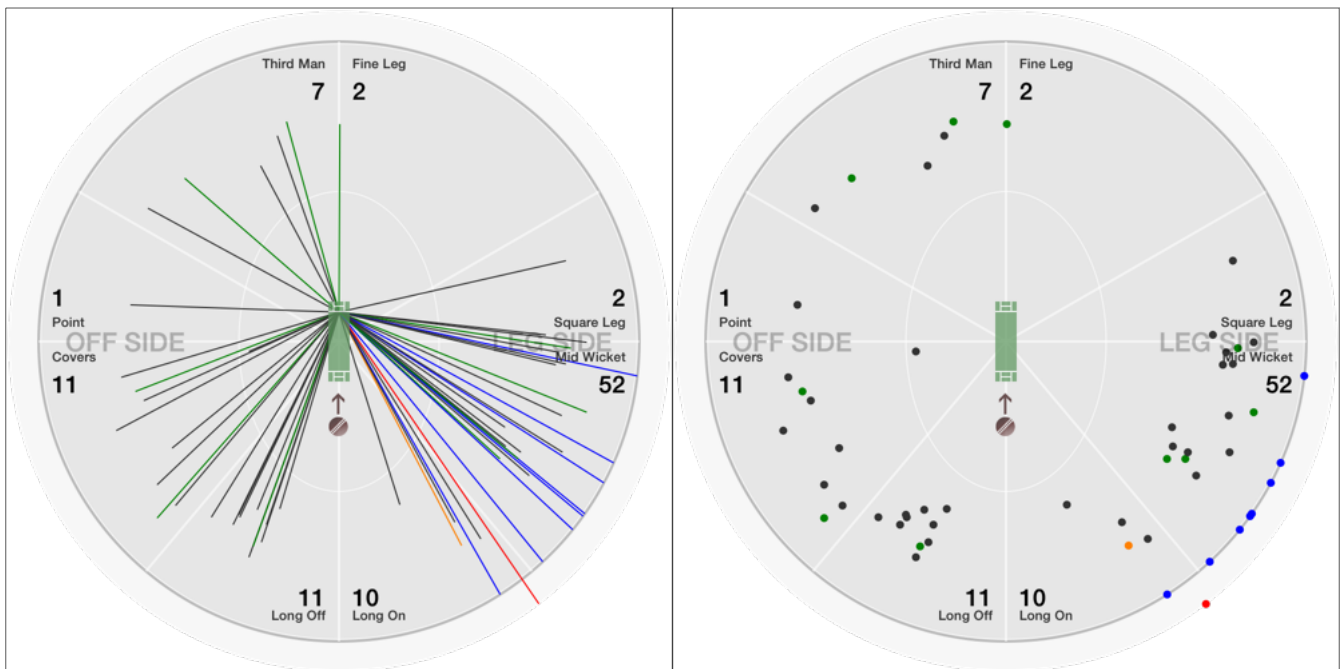 Third Man
Fine Leg
7
2
1
Point
OFF SIDE
Covers
11
2
Square Leg
LEG SIDE
Mid Wicket
52
11
Long Off
10
Long On
Third Man
Fine Leg
7
2
1
Point
OFF SIDE
Covers
11
2
Square Leg
LEG SIDE
Mid Wicket
52
11
Long Off
10
Long On